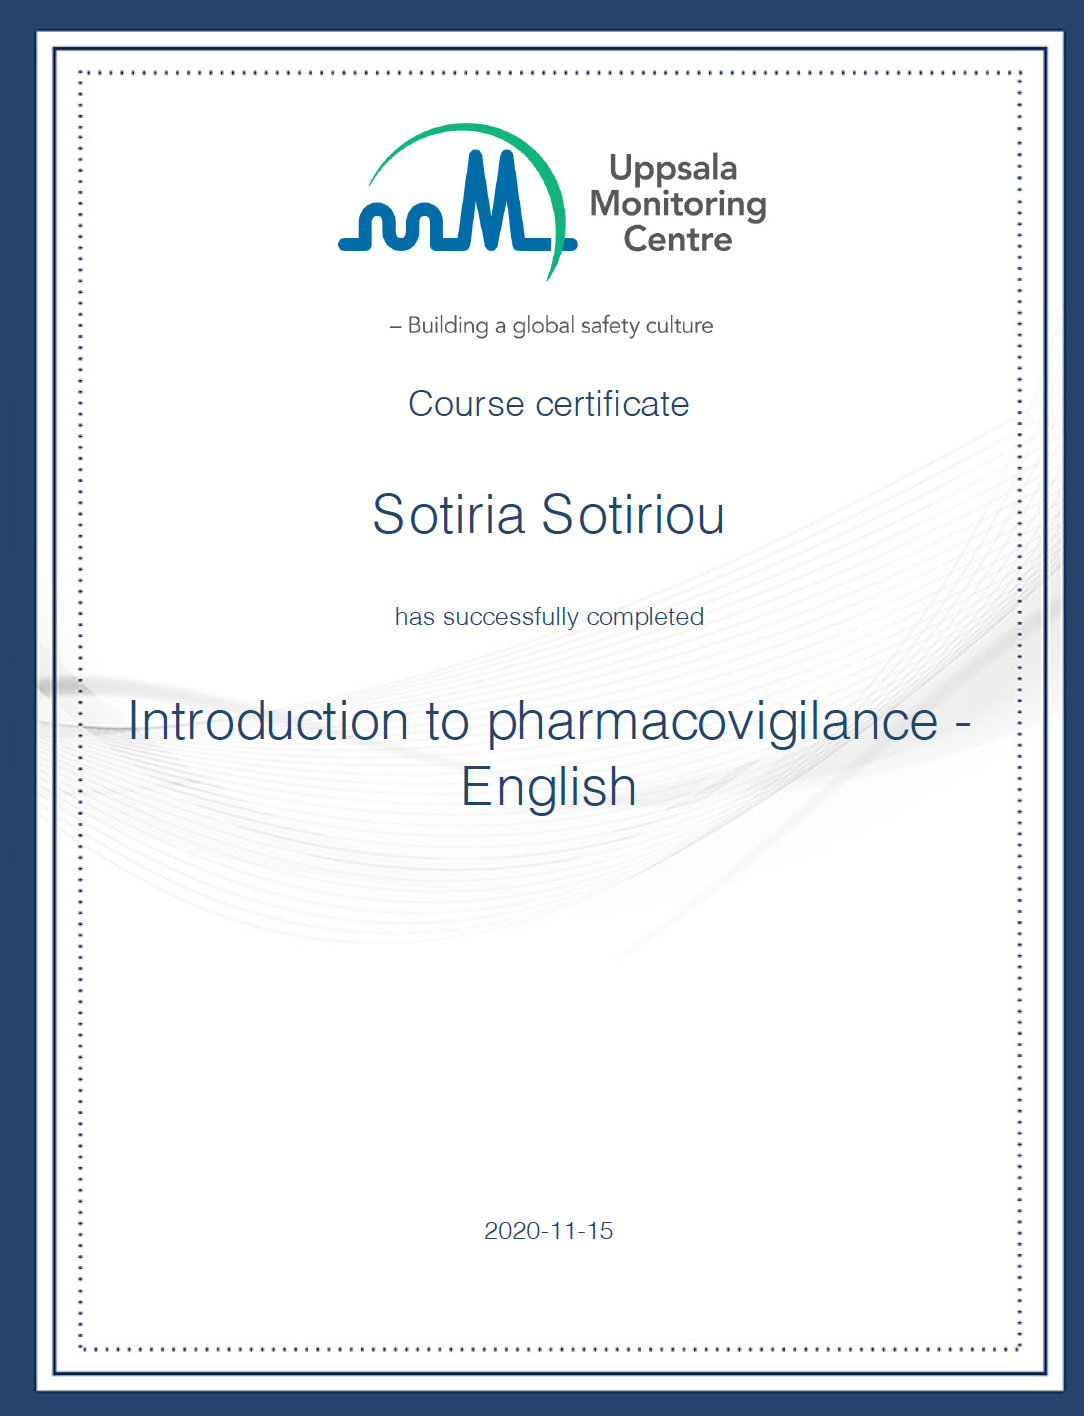 Uppsala
Monitoring
Centre
– Building a global safety culture
Course certificate
Sotiria Sotiriou
has successfully completed
Introduction to pharmacovigilance -
English
2020-11-15